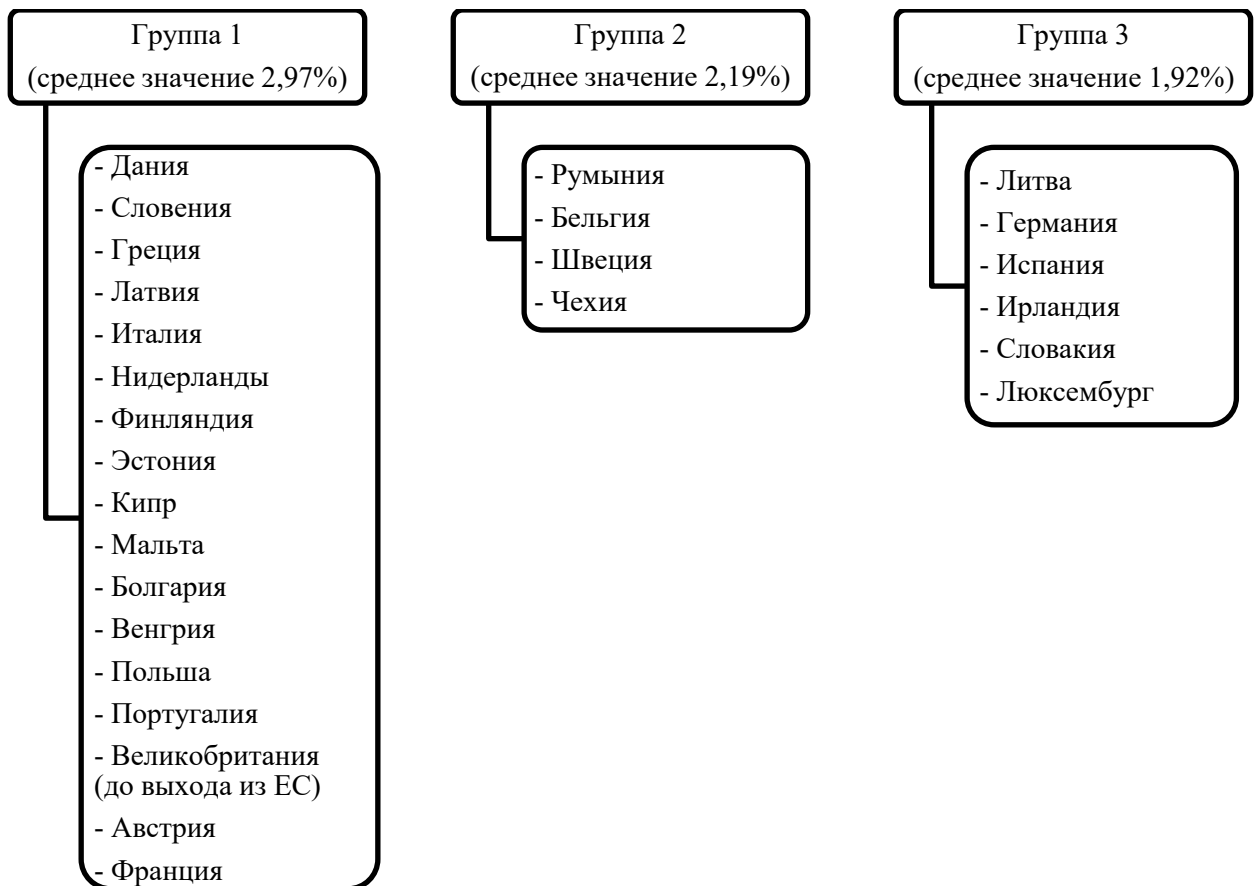 Группа 1
(среднее значение 2,97%)
- Дания
- Словения
- Греция
- Латвия
- Италия
- Нидерланды
- Финляндия
- Эстония
- Кипр
- Мальта
- Болгария
- Венгрия
- Польша
- Португалия
- Великобритания
(до выхода из ЕС)
- Австрия
- Франция
Группа 2
(среднее значение 2,19%)
- Румыния
- Бельгия
- Швеция
- Чехия
Группа 3
(среднее значение 1,92%)
- Литва
- Германия
- Испания
- Ирландия
- Словакия
- Люксембург